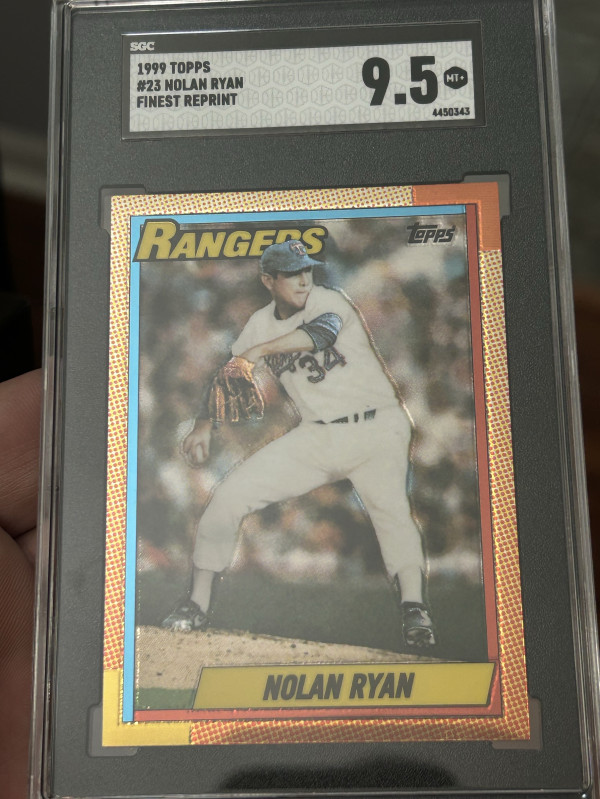 SGC
1999 TOPPS
#23 NOLAN RYAN
FINEST REPRINT
9.5 MT+
4450343
RANGERS
TOPPS
34
NOLAN RYAN